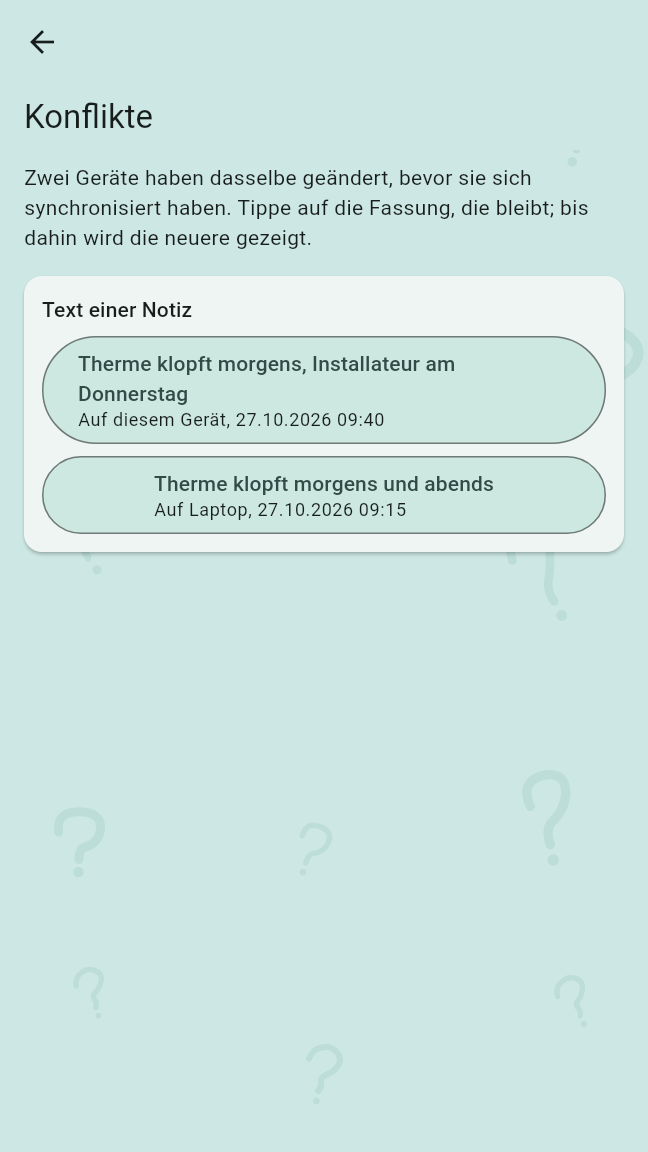 Konflikte
Zwei Geräte haben dasselbe geändert, bevor sie sich
synchronisiert haben. Tippe auf die Fassung, die bleibt; bis
dahin wird die neuere gezeigt.
Text einer Notiz
Therme klopft morgens, Installateur am
Donnerstag
Auf diesem Gerät, 27.10.2026 09:40
Therme klopft morgens und abends
Auf Laptop, 27.10.2026 09:15